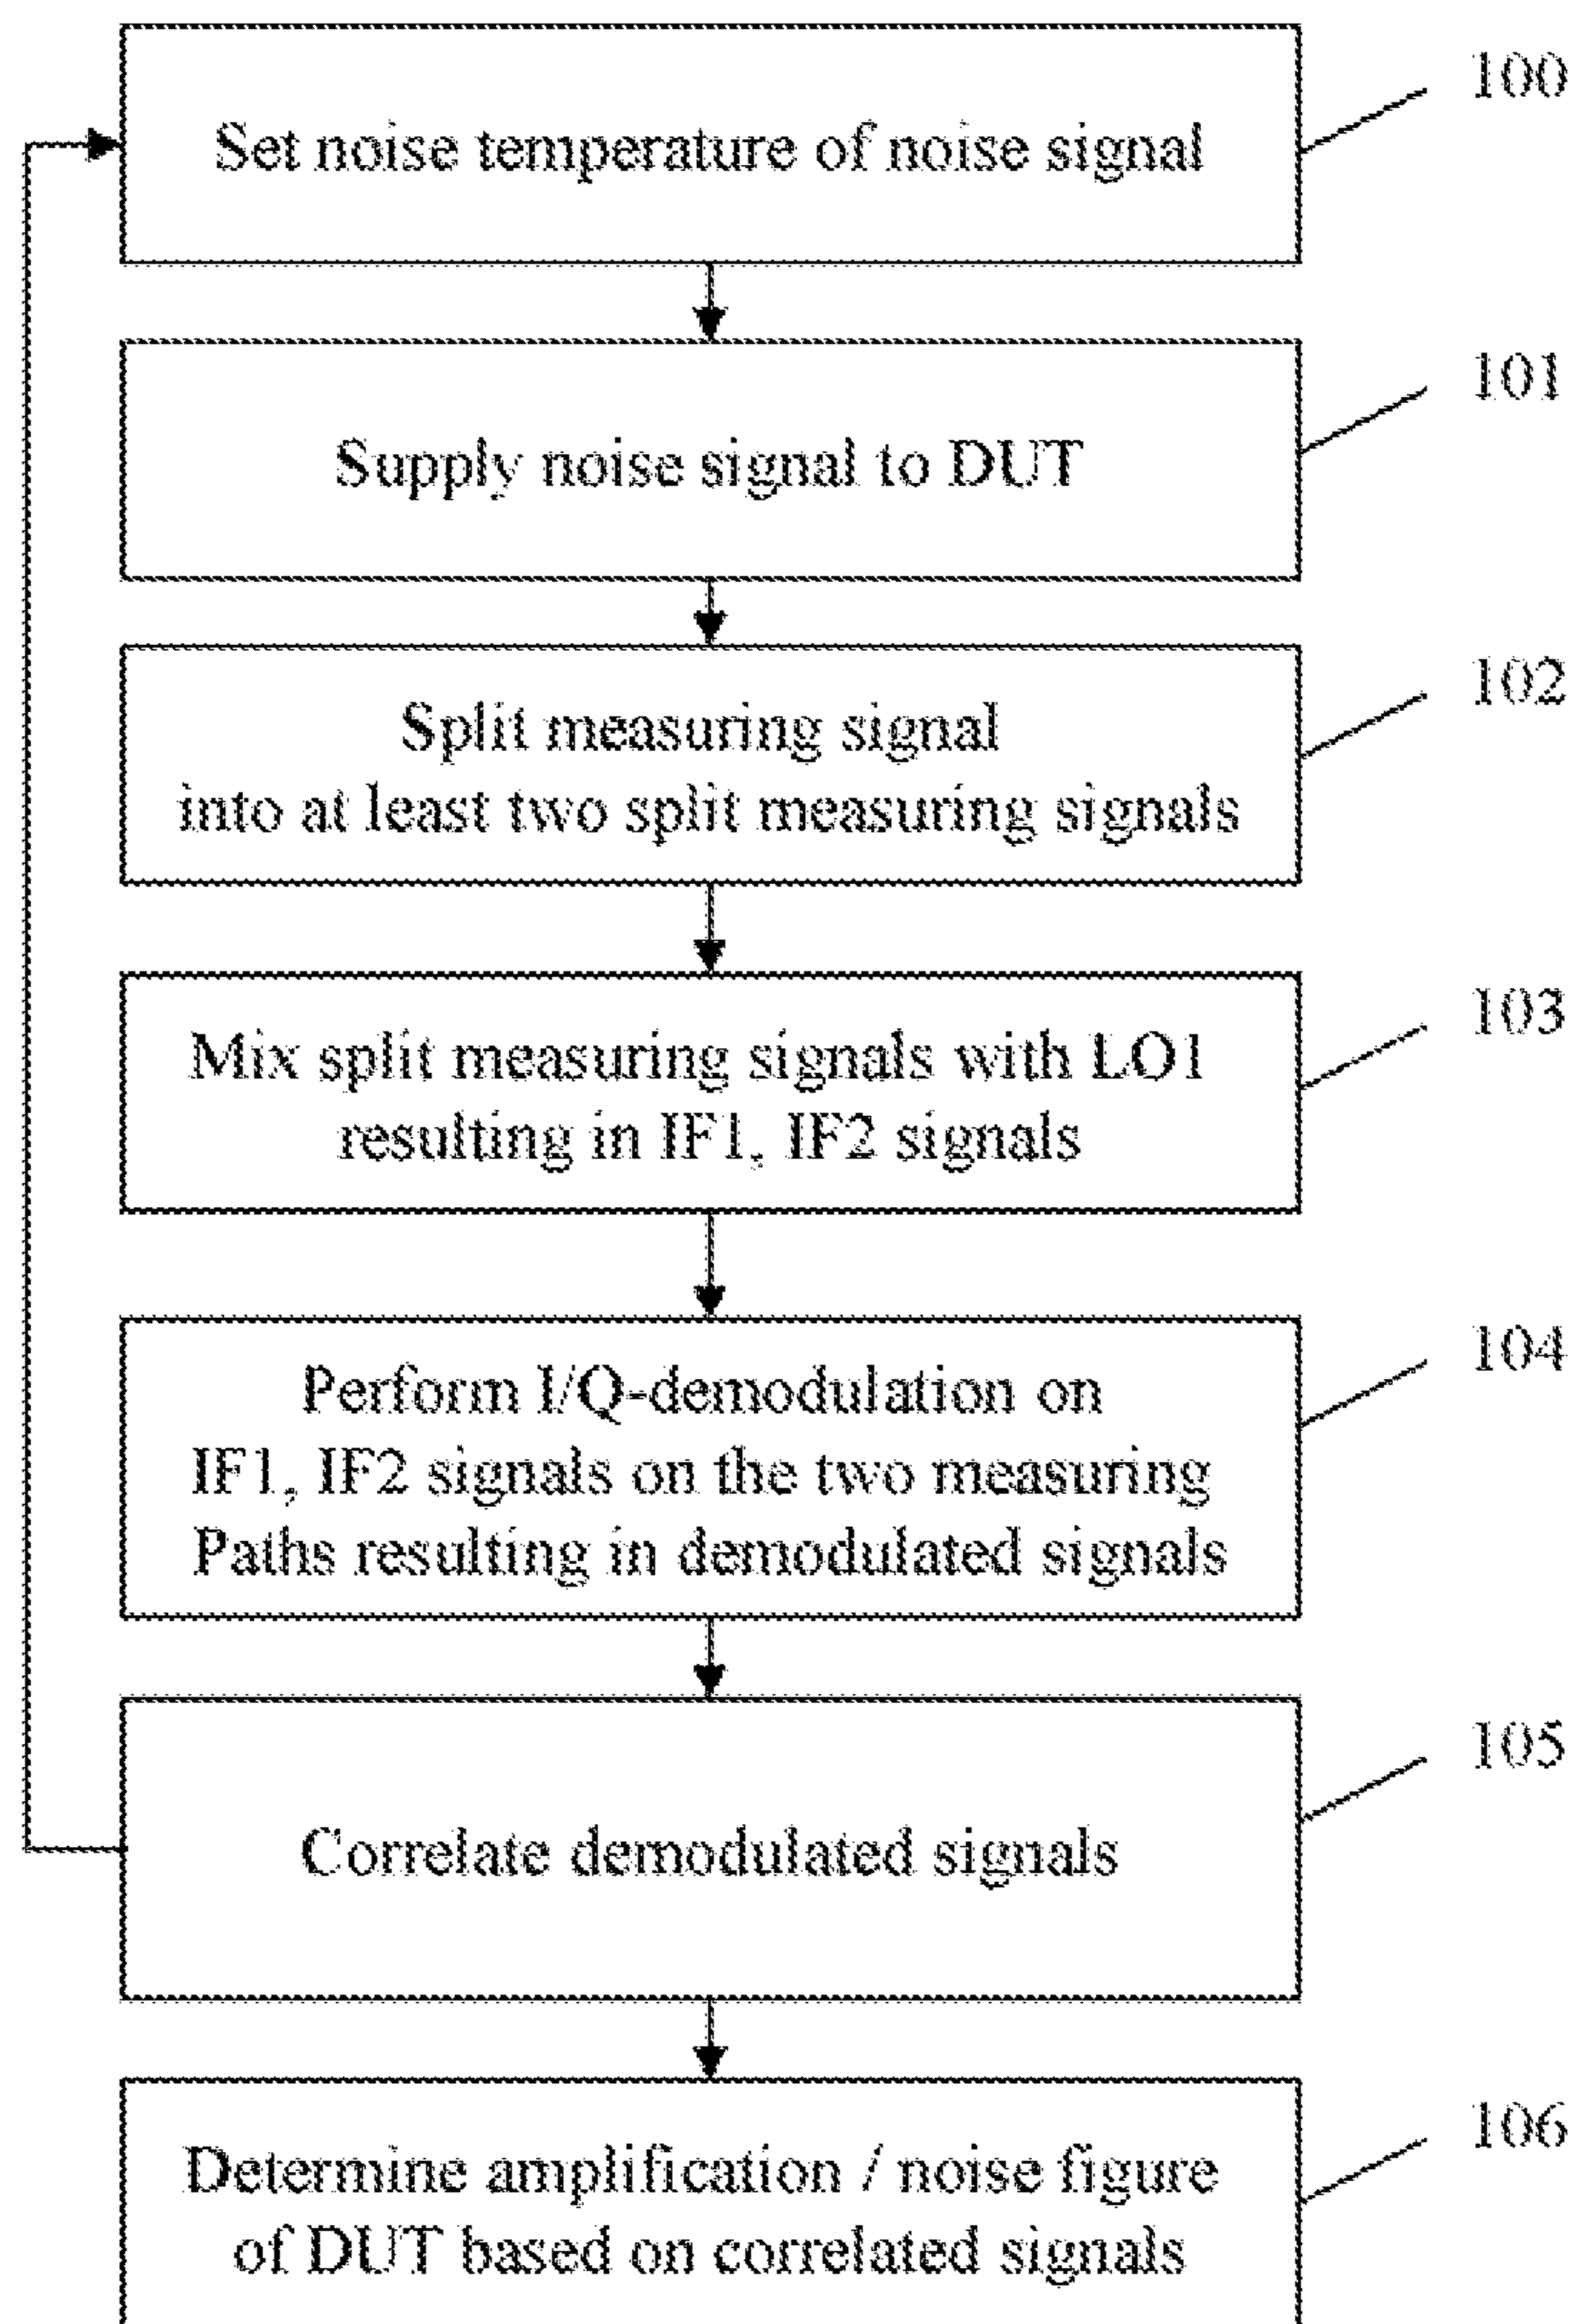 Set noise temperature of noise signal
100
Supply noise signal to DUT
101
Split measuring signal
into at least two split measuring signals
102
Mix split measuring signals with LO1
resulting in IF1, IF2 signals
103
Perform I/Q-demodulation on
IF1, IF2 signals on the two measuring
Paths resulting in demodulated signals
104
Correlate demodulated signals
105
Determine amplification / noise figure
of DUT based on correlated signals
106